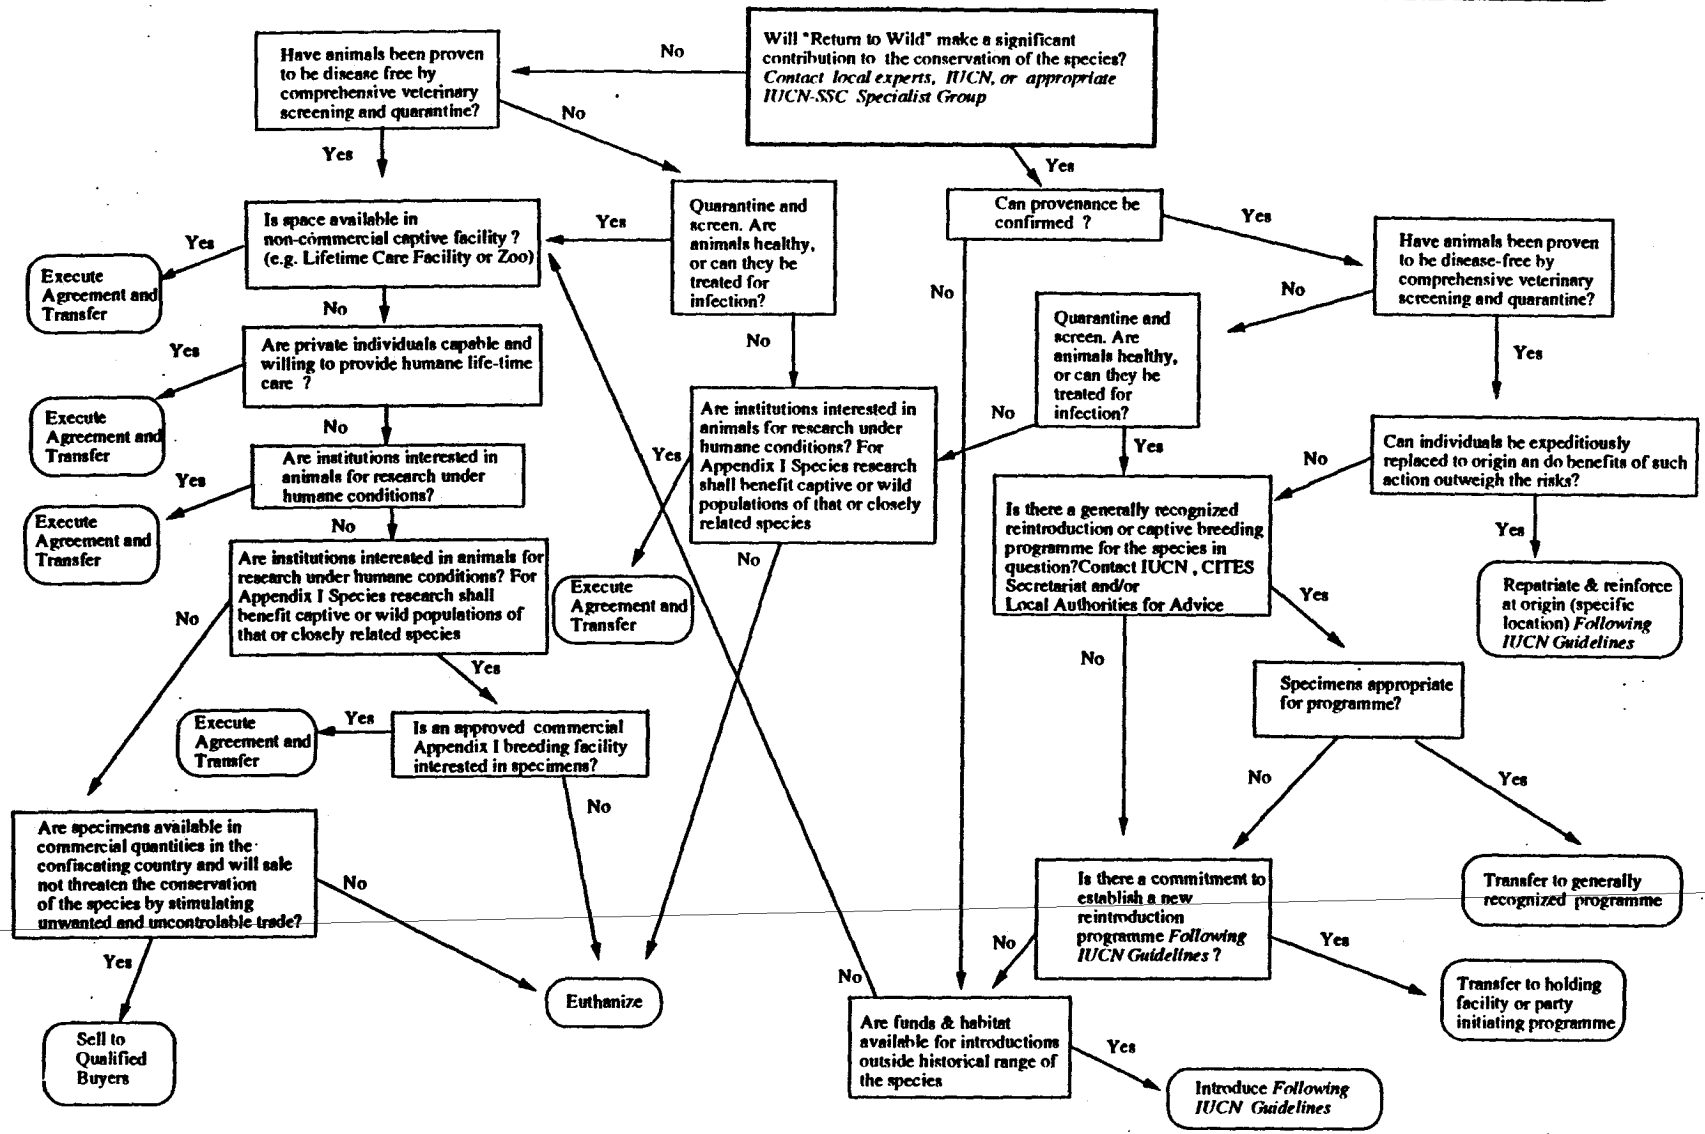 Will "Return to Wild" make a significant
contribution to the conservation of the species?
Contact local experts, IUCN, or appropriate
IUCN-SSC Specialist Group
No
Yes
Have animals been proven
to be disease free by
comprehensive veterinary
screening and quarantine?
No
Yes
Quarantine and
screen. Are
animals healthy,
or can they be
treated for
infection?
Yes
No
Is space available in
non-commercial captive facility ?
(e.g. Lifetime Care Facility or Zoo)
Yes
Execute
Agreement and
Transfer
No
Are private individuals capable and
willing to provide humane life-time
care ?
Yes
Execute
Agreement and
Transfer
No
Are institutions interested in
animals for research under
humane conditions?
Yes
Execute
Agreement and
Transfer
No
Are institutions interested in animals for
research under humane conditions? For
Appendix I Species research shall
benefit captive or wild populations of
that or closely related species
No
Yes
Is an approved commercial
Appendix I breeding facility
interested in specimens?
Yes
Execute
Agreement and
Transfer
No
Are specimens available in
commercial quantities in the
confiscating country and will sale
not threaten the conservation
of the species by stimulating
unwanted and uncontrolable trade?
No
Yes
Sell to
Qualified
Buyers
Euthanize
Are institutions interested in
animals for research under
humane conditions? For
Appendix I Species research
shall benefit captive or wild
populations of that or closely
related species
Yes
Execute
Agreement and
Transfer
No
Can provenance be
confirmed ?
Yes
No
Have animals been proven
to be disease-free by
comprehensive veterinary
screening and quarantine?
No
Yes
Quarantine and
screen. Are
animals healthy,
or can they be
treated for
infection?
No
Yes
Can individuals be expeditiously
replaced to origin an do benefits of such
action outweigh the risks?
No
Yes
Repatriate & reinforce
at origin (specific
location) Following
IUCN Guidelines
Is there a generally recognized
reintroduction or captive breeding
programme for the species in
question?Contact IUCN , CITES
Secretariat and/or
Local Authorities for Advice
Yes
No
Specimens appropriate
for programme?
No
Yes
Transfer to generally
recognized programme
Is there a commitment to
establish a new
reintroduction
programme Following
IUCN Guidelines ?
No
Yes
Transfer to holding
facility or party
initiating programme
Are funds & habitat
available for introductions
outside historical range of
the species
No
Yes
Introduce Following
IUCN Guidelines